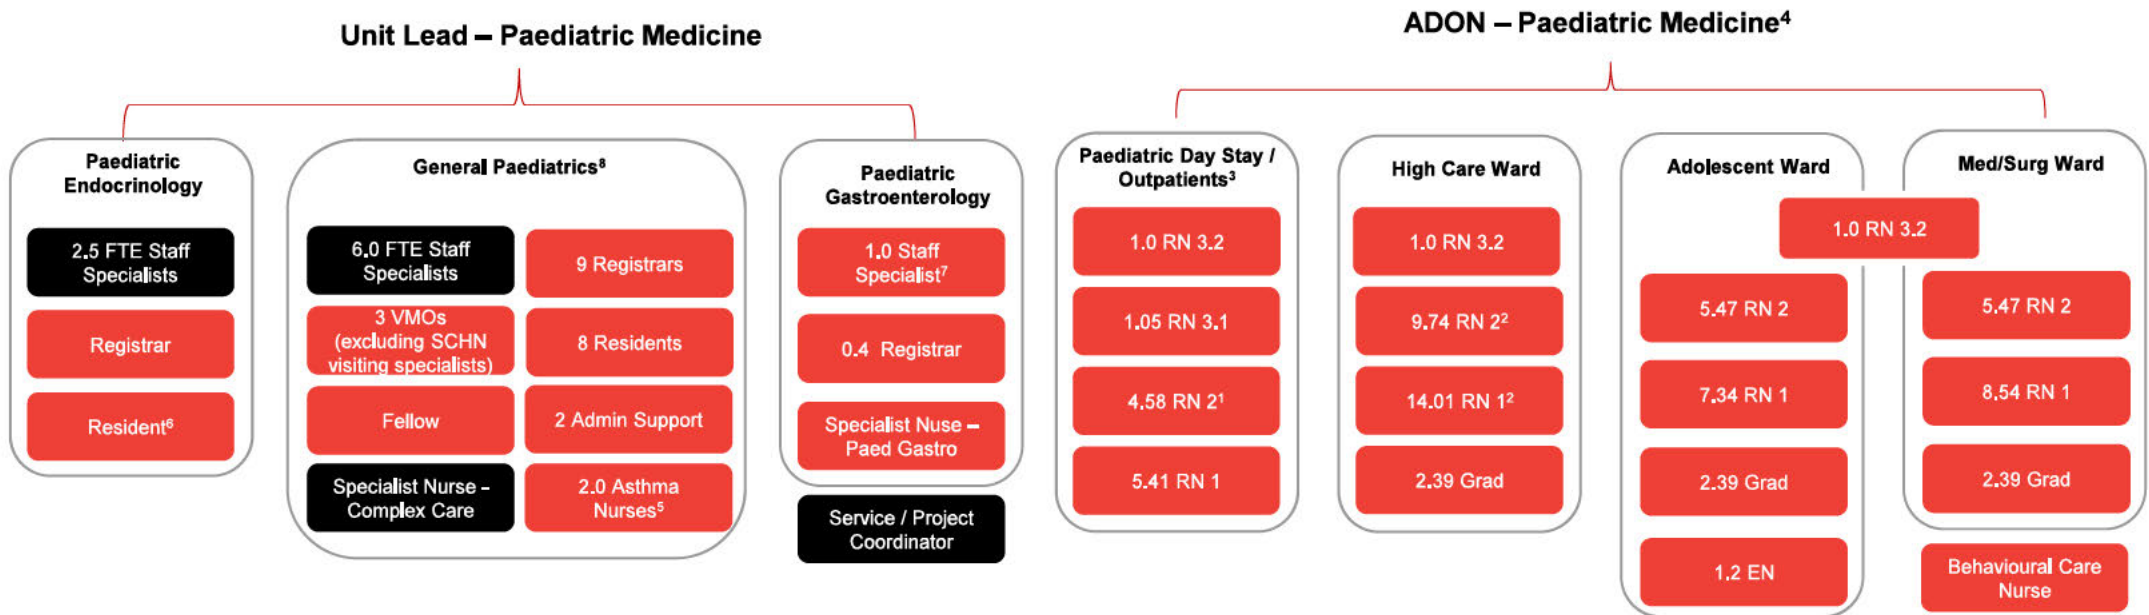 Unit Lead – Paediatric Medicine
Paediatric
Endocrinology
2.5 FTE Staff
Specialists
Registrar
Resident⁶
General Paediatrics⁸
6.0 FTE Staff
Specialists
3 VMOs
(excluding SCHN
visiting specialists)
Fellow
Specialist Nurse –
Complex Care
9 Registrars
8 Residents
2 Admin Support
2.0 Asthma
Nurses⁵
Paediatric
Gastroenterology
1.0 Staff
Specialist⁷
0.4 Registrar
Specialist Nuse –
Paed Gastro
Service / Project
Coordinator
ADON – Paediatric Medicine⁴
Paediatric Day Stay /
Outpatients³
1.0 RN 3.2
1.05 RN 3.1
4.58 RN 2¹
5.41 RN 1
High Care Ward
1.0 RN 3.2
9.74 RN 2²
14.01 RN 1²
2.39 Grad
Adolescent Ward
1.0 RN 3.2
5.47 RN 2
7.34 RN 1
2.39 Grad
1.2 EN
Med/Surg Ward
5.47 RN 2
8.54 RN 1
2.39 Grad
Behavioural Care
Nurse